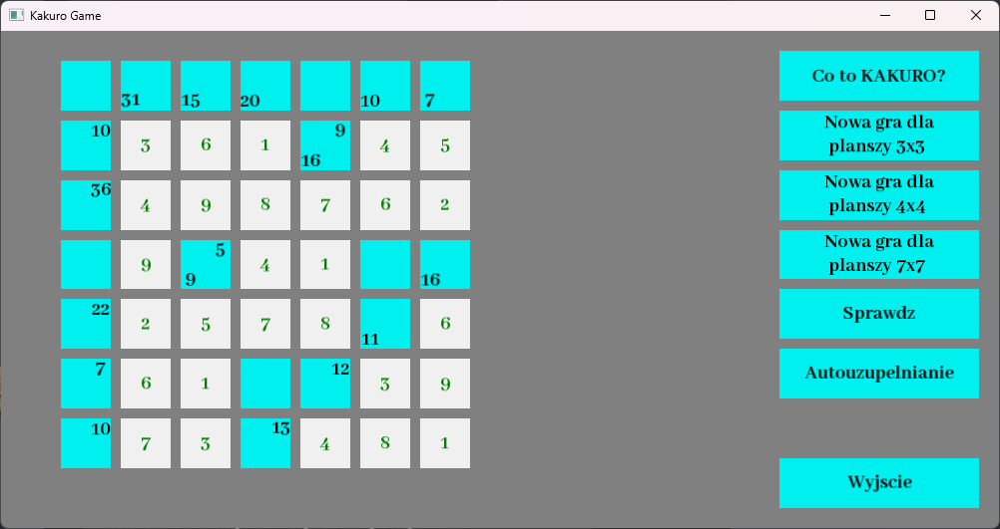 Kakuro Game
31 15 20 10 7
10 3 6 1 16 9 4 5
36 4 9 8 7 6 2
9 9 5 4 1 16
22 2 5 7 8 11 6
7 6 1 12 3 9
10 7 3 13 4 8 1
Co to KAKURO?
Nowa gra dla
planszy 3x3
Nowa gra dla
planszy 4x4
Nowa gra dla
planszy 7x7
Sprawdz
Autouzupelnianie
Wyjscie